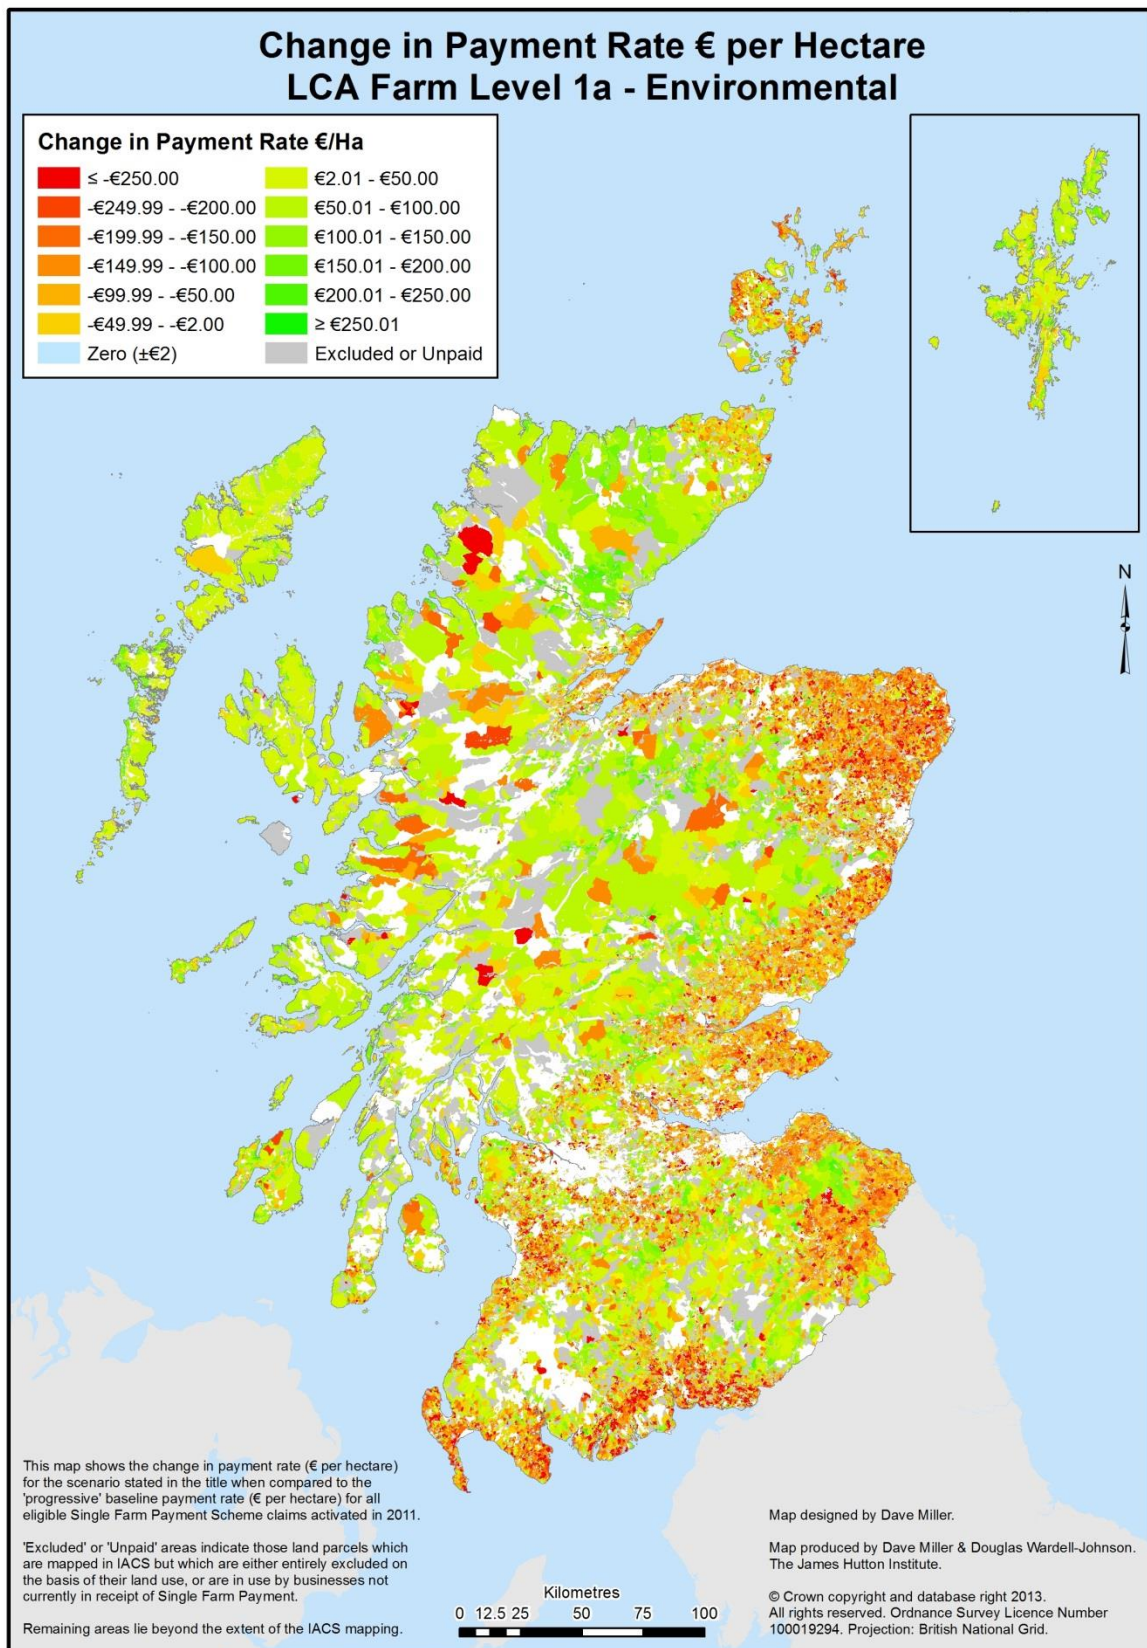 Change in Payment Rate € per Hectare
LCA Farm Level 1a - Environmental
Change in Payment Rate €/Ha
≤ -€250.00
-€249.99 - -€200.00
-€199.99 - -€150.00
-€149.99 - -€100.00
-€99.99 - -€50.00
-€49.99 - -€2.00
Zero (±€2)
€2.01 - €50.00
€50.01 - €100.00
€100.01 - €150.00
€150.01 - €200.00
€200.01 - €250.00
≥ €250.01
Excluded or Unpaid
N
This map shows the change in payment rate (€ per hectare)
for the scenario stated in the title when compared to the
'progressive' baseline payment rate (€ per hectare) for all
eligible Single Farm Payment Scheme claims activated in 2011.
'Excluded' or 'Unpaid' areas indicate those land parcels which
are mapped in IACS but which are either entirely excluded on
the basis of their land use, or are in use by businesses not
currently in receipt of Single Farm Payment.
Remaining areas lie beyond the extent of the IACS mapping.
Kilometres
0 12.5 25 50 75 100
Map designed by Dave Miller.
Map produced by Dave Miller & Douglas Wardell-Johnson.
The James Hutton Institute.
© Crown copyright and database right 2013.
All rights reserved. Ordnance Survey Licence Number
100019294. Projection: British National Grid.